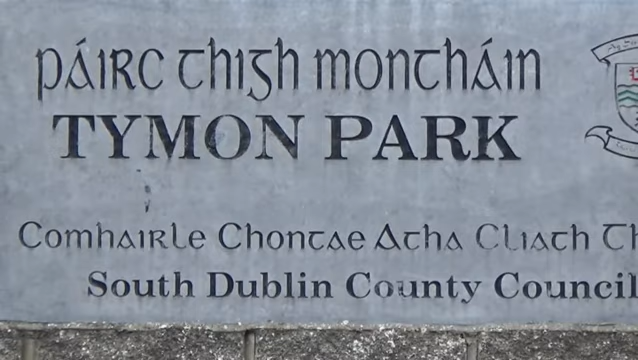 páirc thigh montháin
TYMON PARK
Comhairle Chontae Átha Cliath
South Dublin County Council